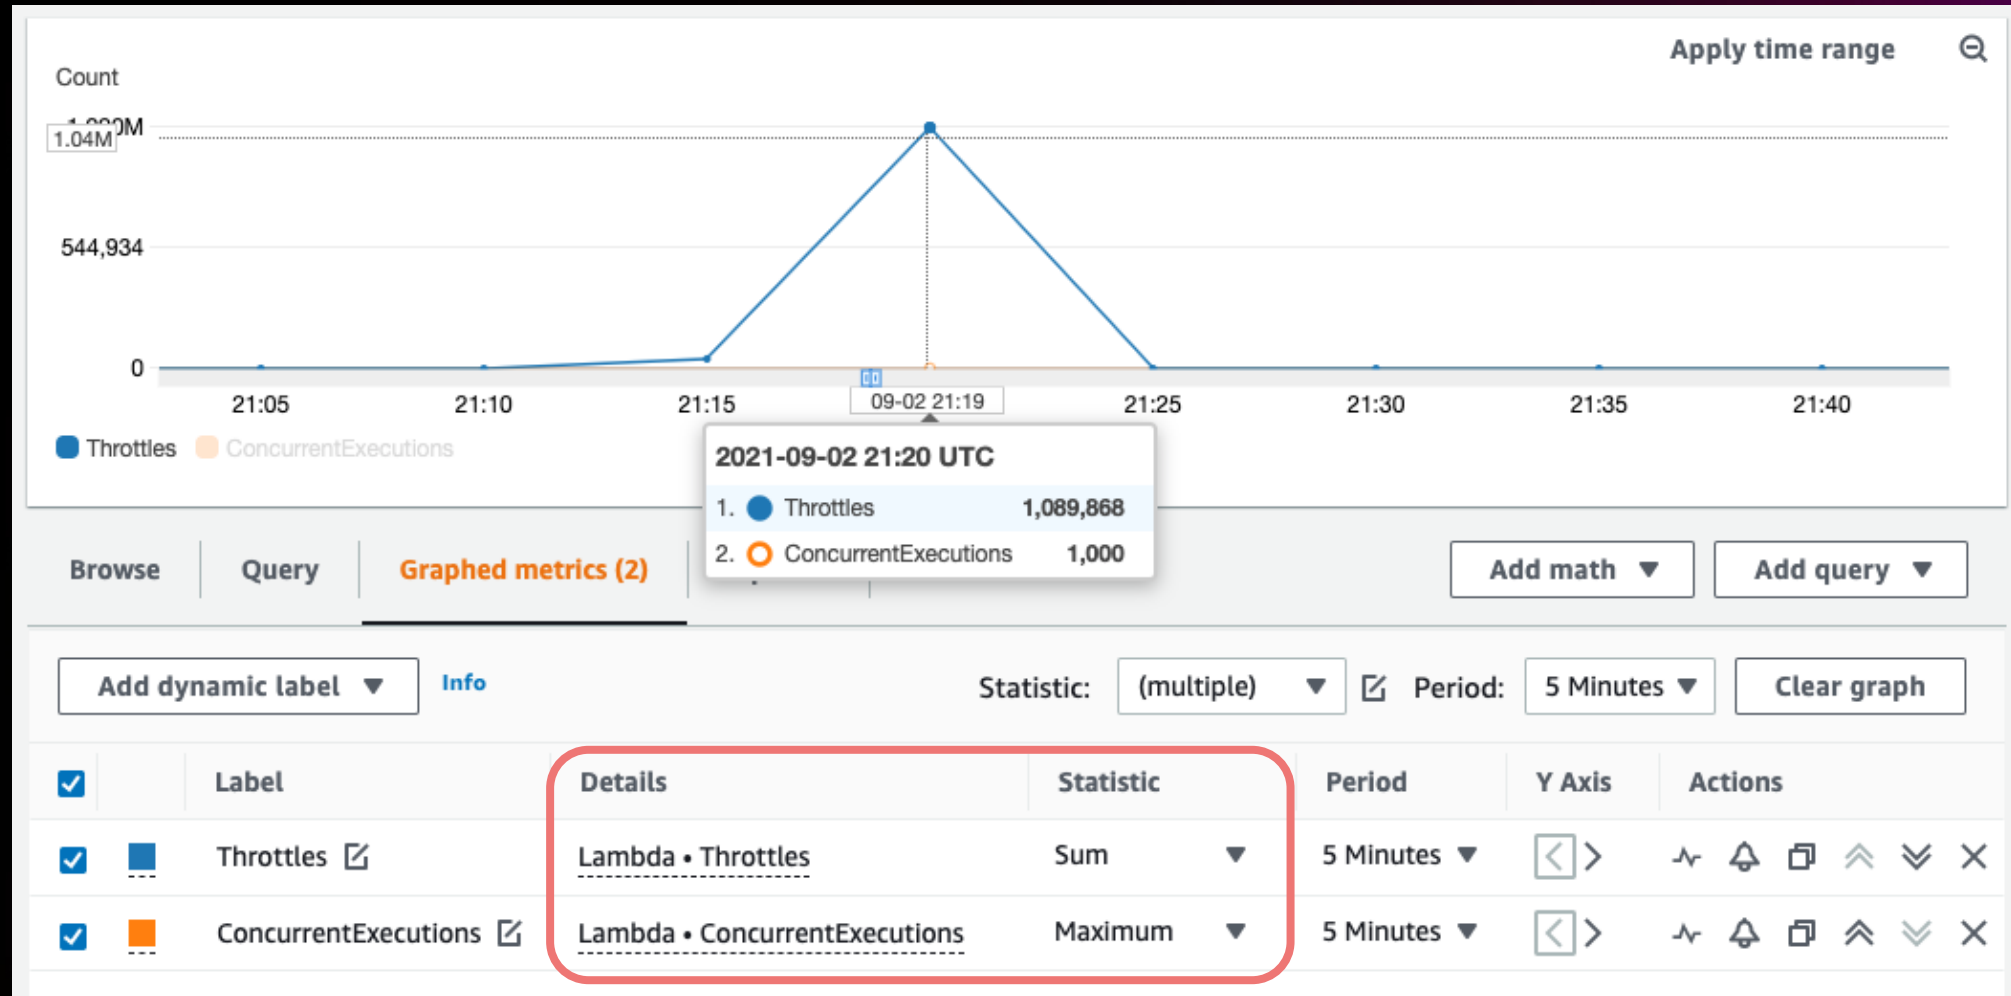 Apply time range
Count
1.04M
544,934
0
21:05 21:10 21:15 09-02 21:19 21:25 21:30 21:35 21:40
Throttles ConcurrentExecutions
2021-09-02 21:20 UTC
1. Throttles 1,089,868
2. ConcurrentExecutions 1,000
Browse Query Graphed metrics (2) Add math Add query
Add dynamic label Info Statistic: (multiple) Period: 5 Minutes Clear graph
Label Details Statistic Period Y Axis Actions
Throttles Lambda • Throttles Sum 5 Minutes
ConcurrentExecutions Lambda • ConcurrentExecutions Maximum 5 Minutes